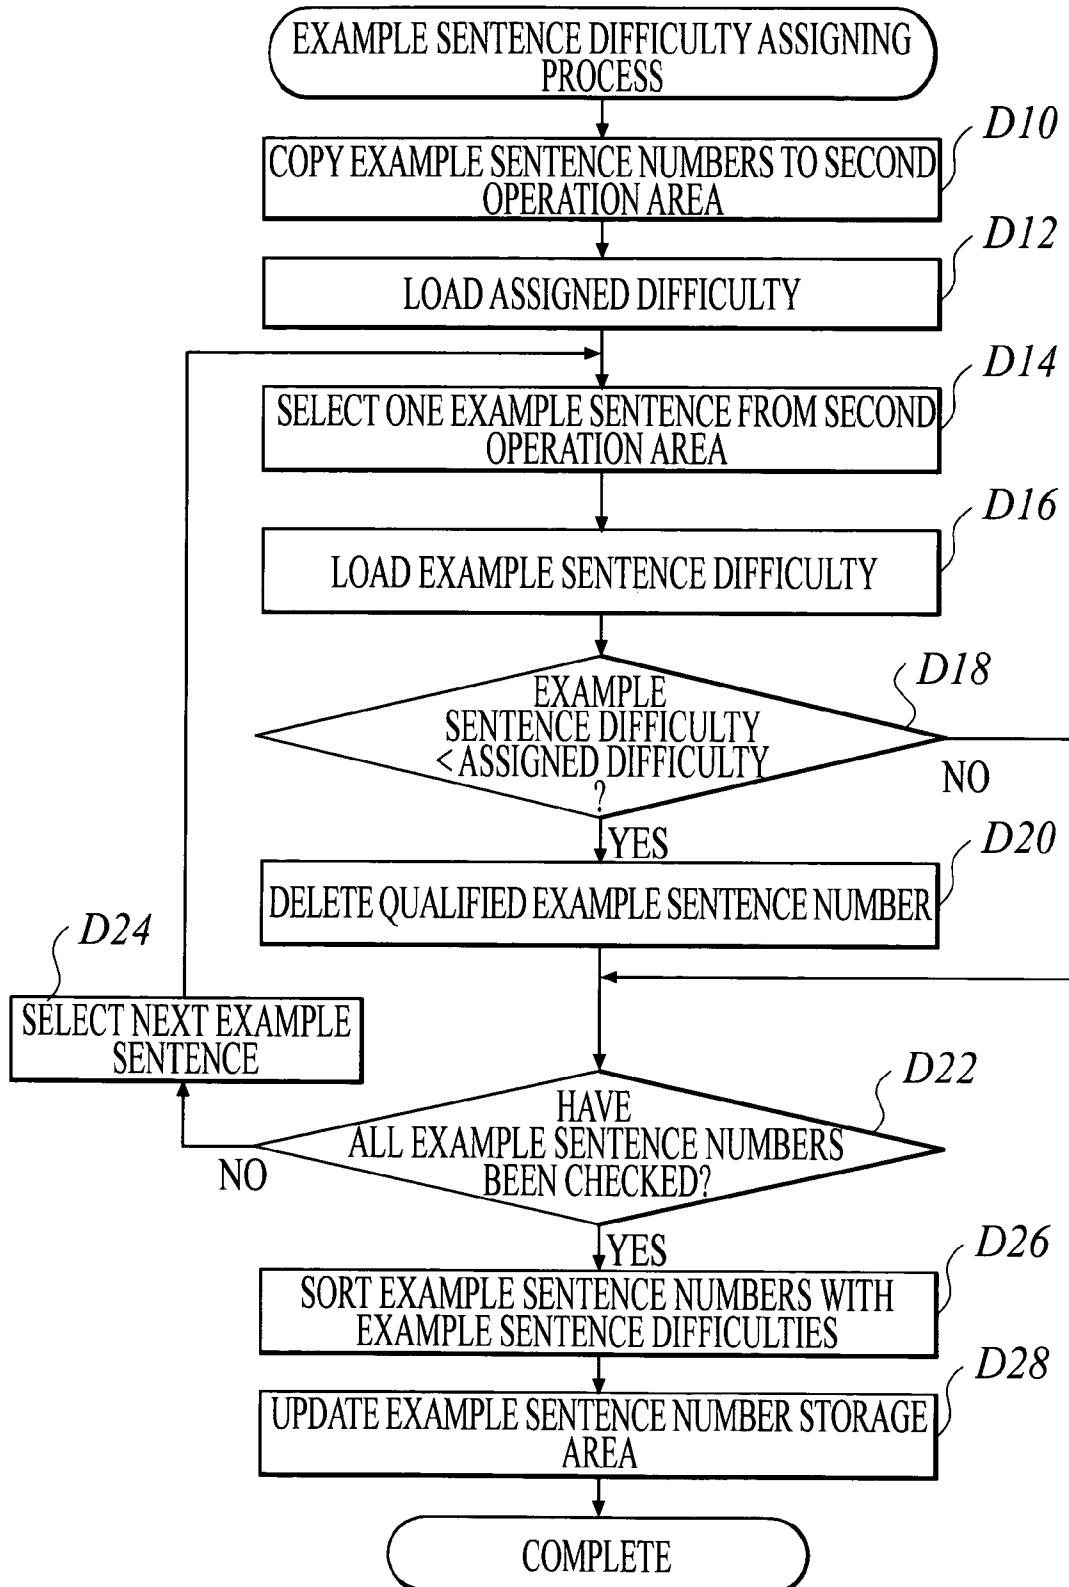 EXAMPLE SENTENCE DIFFICULTY ASSIGNING
PROCESS
D10
COPY EXAMPLE SENTENCE NUMBERS TO SECOND
OPERATION AREA
D12
LOAD ASSIGNED DIFFICULTY
D14
SELECT ONE EXAMPLE SENTENCE FROM SECOND
OPERATION AREA
D16
LOAD EXAMPLE SENTENCE DIFFICULTY
D18
EXAMPLE
SENTENCE DIFFICULTY
< ASSIGNED DIFFICULTY
?
NO
YES
D20
DELETE QUALIFIED EXAMPLE SENTENCE NUMBER
D24
SELECT NEXT EXAMPLE
SENTENCE
D22
HAVE
ALL EXAMPLE SENTENCE NUMBERS
BEEN CHECKED?
NO
YES
D26
SORT EXAMPLE SENTENCE NUMBERS WITH
EXAMPLE SENTENCE DIFFICULTIES
D28
UPDATE EXAMPLE SENTENCE NUMBER STORAGE
AREA
COMPLETE